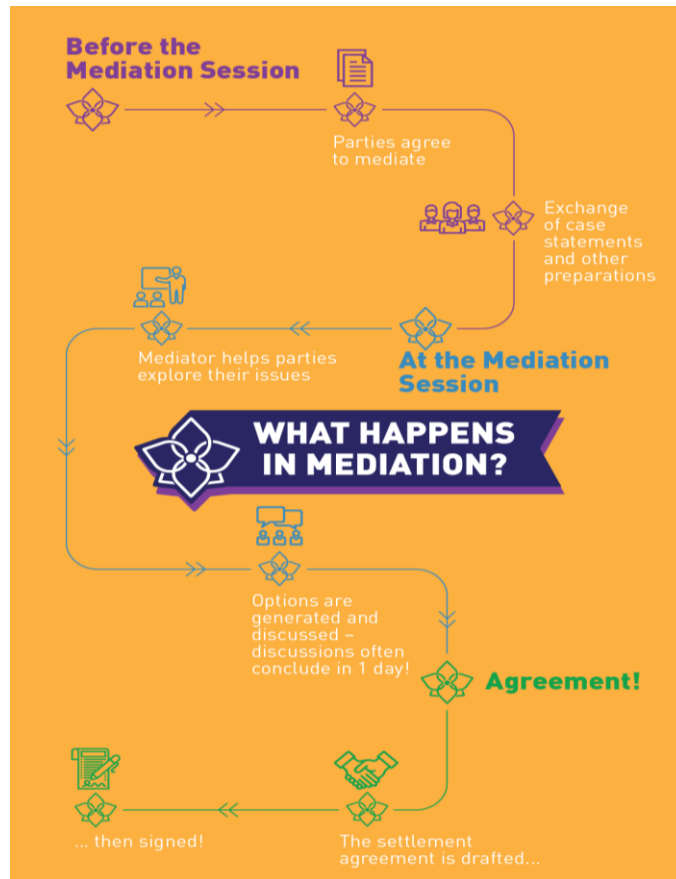 Before the
Mediation Session
Parties agree
to mediate
Exchange
of case
statements
and other
preparations
At the Mediation
Session
Mediator helps parties
explore their issues
WHAT HAPPENS
IN MEDIATION?
Options are
generated and
discussed –
discussions often
conclude in 1 day!
Agreement!
The settlement
agreement is drafted...
... then signed!